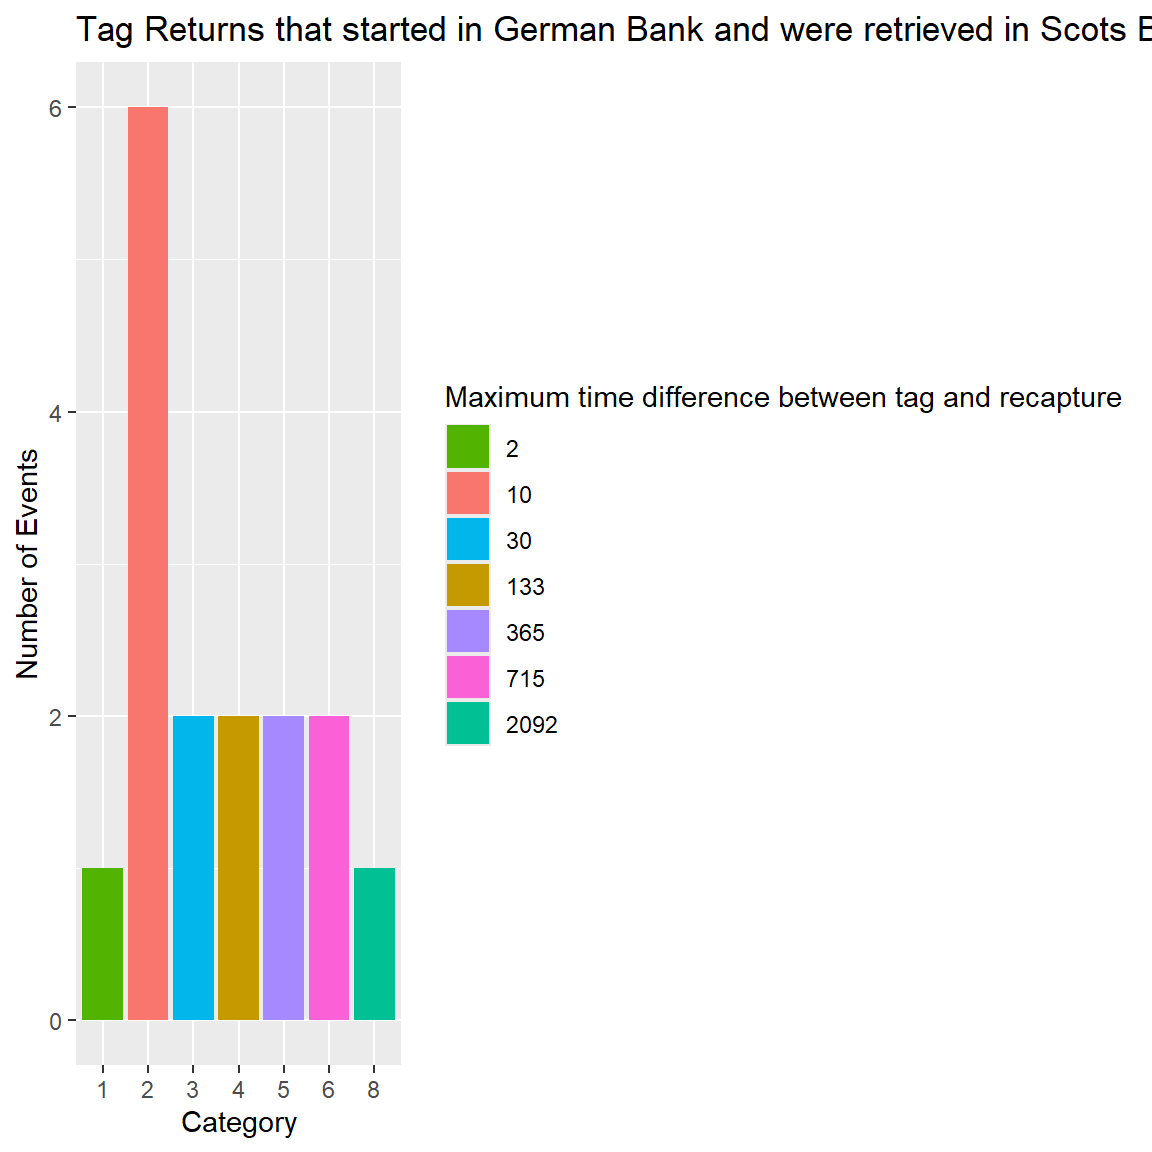 Tag Returns that started in German Bank and were retrieved in Scots
Number of Events
6
4
2
0
1 2 3 4 5 6 8
Category
Maximum time difference between tag and recapture
2
10
30
133
365
715
2092